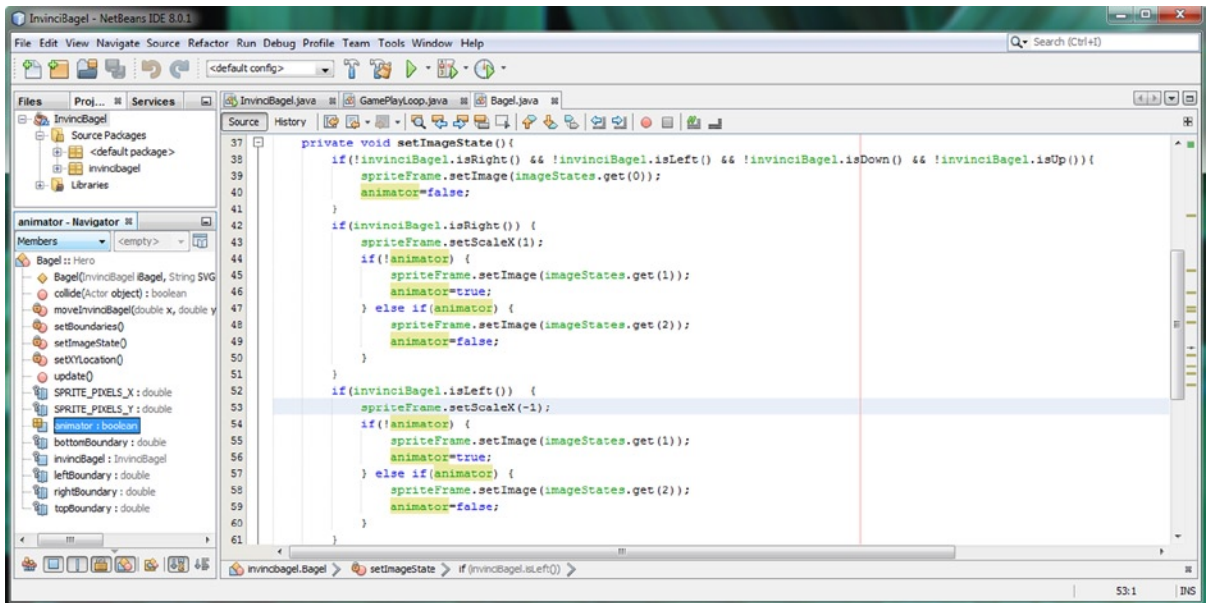 InvinciBagel - NetBeans IDE 8.0.1
File Edit View Navigate Source Refactor Run Debug Profile Team Tools Window Help
Search (Ctrl+I)
<default config>
Files Proj... Services
InvinciBagel.java GamePlayLoop.java Bagel.java
InvinciBagel
Source Packages
<default package>
invincibagel
Libraries
Source History
animator - Navigator
Members <empty>
Bagel :: Hero
Bagel(InvinciBagel iBagel, String SVG
collide(Actor object) : boolean
moveInvinciBagel(double x, double y
setBoundaries()
setImageState()
setXYLocation()
update()
SPRITE_PIXELS_X : double
SPRITE_PIXELS_Y : double
animator : boolean
bottomBoundary : double
invinciBagel : InvinciBagel
leftBoundary : double
rightBoundary : double
topBoundary : double
37 private void setImageState(){
38 if(!invinciBagel.isRight() && !invinciBagel.isLeft() && !invinciBagel.isDown() && !invinciBagel.isUp()){
39 spriteFrame.setImage(imageStates.get(0));
40 animator=false;
41 }
42 if(invinciBagel.isRight()) {
43 spriteFrame.setScaleX(1);
44 if(!animator) {
45 spriteFrame.setImage(imageStates.get(1));
46 animator=true;
47 } else if(animator) {
48 spriteFrame.setImage(imageStates.get(2));
49 animator=false;
50 }
51 }
52 if(invinciBagel.isLeft()) {
53 spriteFrame.setScaleX(-1);
54 if(!animator) {
55 spriteFrame.setImage(imageStates.get(1));
56 animator=true;
57 } else if(animator) {
58 spriteFrame.setImage(imageStates.get(2));
59 animator=false;
60 }
61 }
invincibagel.Bagel setImageState if (invinciBagel.isLeft())
53:1 INS